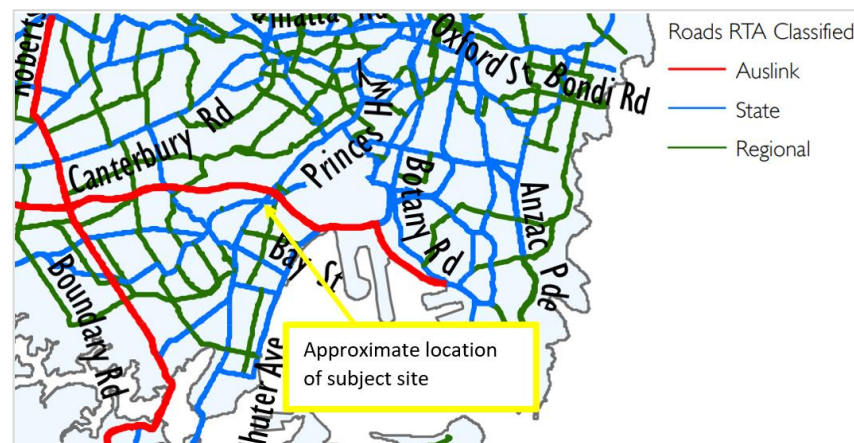 Roads RTA Classified
Auslink
State
Regional
Oxford St
Bondi Rd
Canterbury Rd
Princes Hwy
Botany Rd
Anzac Pde
Bay St
Boundary Rd
Approximate location
of subject site